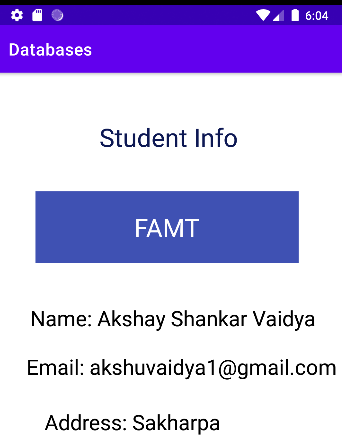 6:04
Databases
Student Info
FAMT
Name: Akshay Shankar Vaidya
Email: akshuvaidya1@gmail.com
Address: Sakharpa